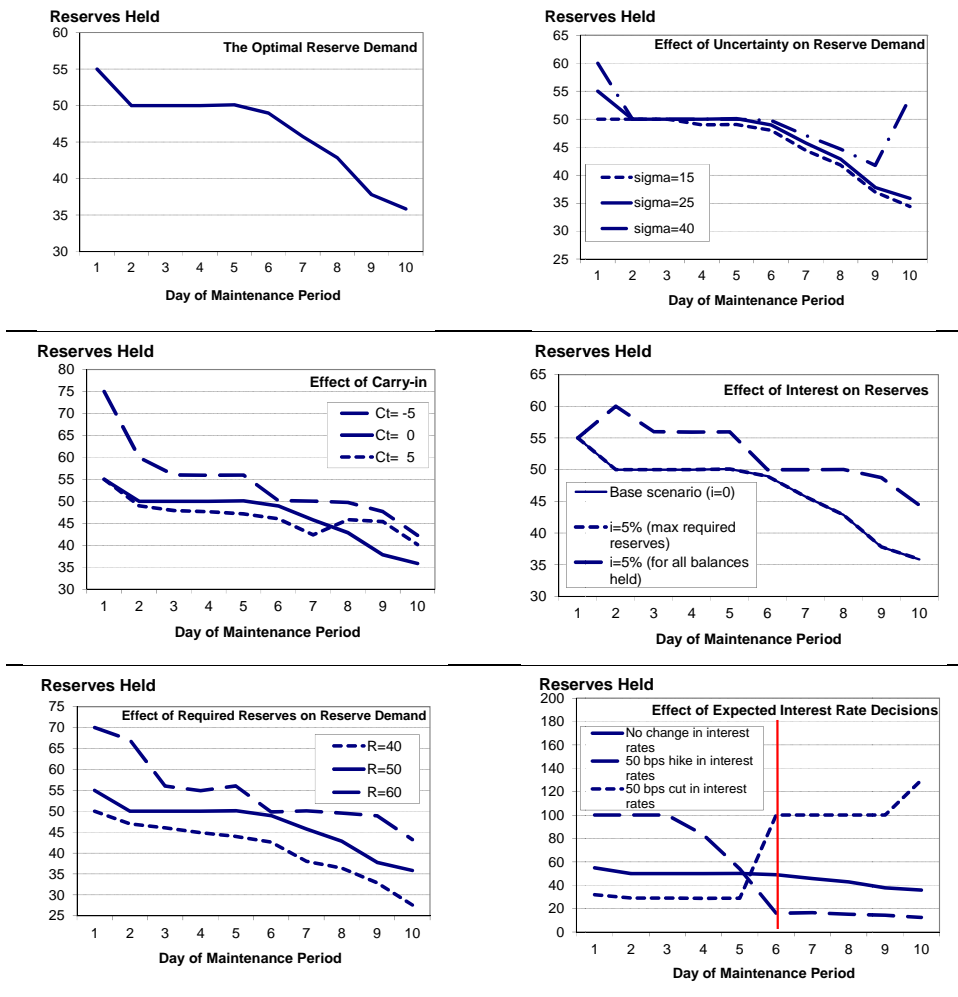 Reserves Held
The Optimal Reserve Demand
60
55
50
45
40
35
30
1 2 3 4 5 6 7 8 9 10
Day of Maintenance Period
Reserves Held
Effect of Uncertainty on Reserve Demand
65
60
55
50
45
40
35
30
25
sigma=15
sigma=25
sigma=40
1 2 3 4 5 6 7 8 9 10
Day of Maintenance Period
Reserves Held
Effect of Carry-in
80
75
70
65
60
55
50
45
40
35
30
Ct= -5
Ct= 0
Ct= 5
1 2 3 4 5 6 7 8 9 10
Day of Maintenance Period
Reserves Held
Effect of Interest on Reserves
65
60
55
50
45
40
35
30
Base scenario (i=0)
i=5% (max required
reserves)
i=5% (for all balances
held)
1 2 3 4 5 6 7 8 9 10
Day of Maintenance Period
Reserves Held
Effect of Required Reserves on Reserve Demand
75
70
65
60
55
50
45
40
35
30
25
R=40
R=50
R=60
1 2 3 4 5 6 7 8 9 10
Day of Maintenance Period
Reserves Held
Effect of Expected Interest Rate Decisions
200
180
160
140
120
100
80
60
40
20
0
No change in interest
rates
50 bps hike in interest
rates
50 bps cut in interest
rates
1 2 3 4 5 6 7 8 9 10
Day of Maintenance Period